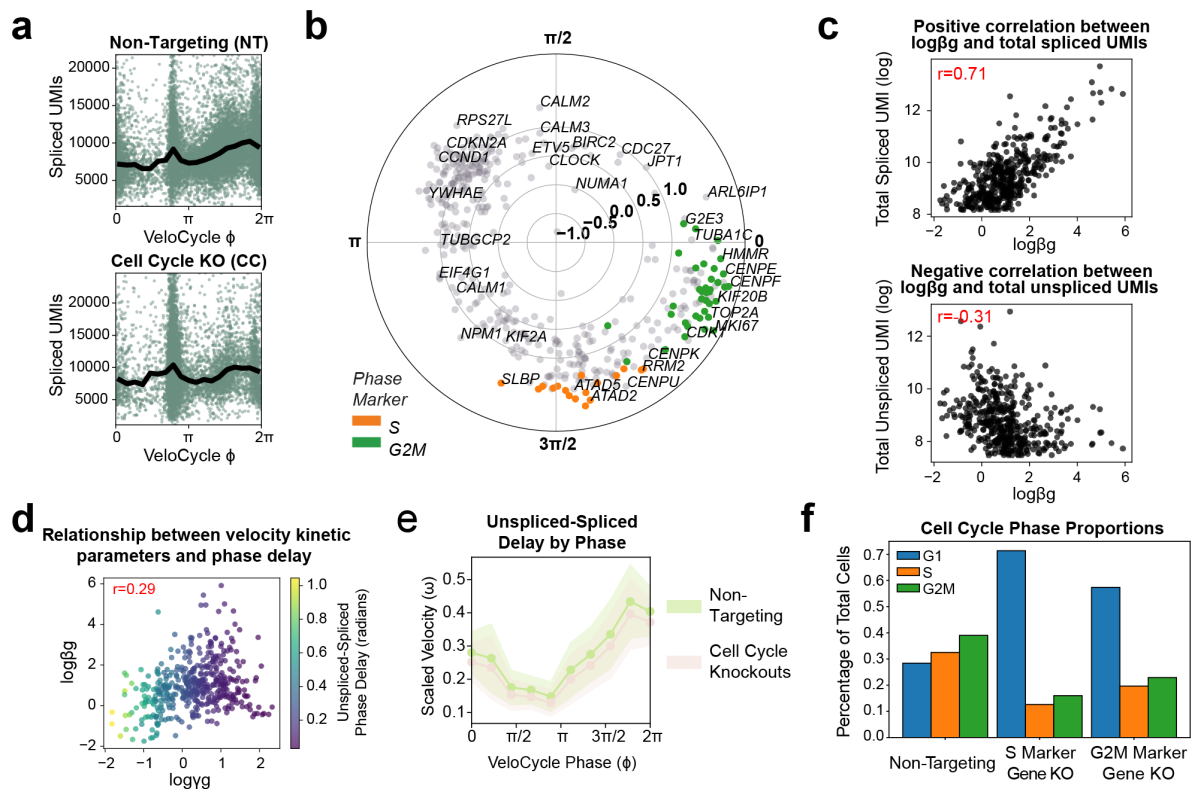 a
Non-Targeting (NT)
Spliced UMIs
20000
15000
10000
5000
0
π
2π
VeloCycle ϕ
Cell Cycle KO (CC)
Spliced UMIs
20000
15000
10000
5000
0
π
2π
VeloCycle ϕ
b
π/2
CALM2
RPS27L
CALM3
CDKN2A
BIRC2
ETV5
CDC27
CCND1
CLOCK
JPT1
NUMA1
YWHAE
ARL6IP1
−1.0
−0.5
0.0
0.5
1.0
G2E3
TUBGCP2
TUBA1C
π
0
HMMR
EIF4G1
CENPE
CALM1
CENPF
KIF20B
TOP2A
NPM1
KIF2A
MKI67
CDK1
CENPK
RRM2
SLBP
ATAD5
CENPU
ATAD2
3π/2
Phase
Marker
S
G2M
c
Positive correlation between
logβg and total spliced UMIs
r=0.71
Total Spliced UMI (log)
12
10
8
−2
0
2
4
6
logβg
Negative correlation between
logβg and total unspliced UMIs
r=-0.31
Total Unspliced UMI (log)
12
10
8
−2
0
2
4
6
logβg
d
Relationship between velocity kinetic
parameters and phase delay
r=0.29
logβg
6
4
2
0
−2
−2
−1
0
1
2
logγg
1.0
0.8
0.6
0.4
0.2
Unspliced-Spliced
Phase Delay (radians)
e
Unspliced-Spliced
Delay by Phase
Scaled Velocity (ω)
0.5
0.4
0.3
0.2
0.1
0
π/2
π
3π/2
2π
VeloCycle Phase (ϕ)
Non-
Targeting
Cell Cycle
Knockouts
f
Cell Cycle Phase Proportions
Percentage of Total Cells
0.7
0.6
0.5
0.4
0.3
0.2
0.1
0.0
G1
S
G2M
Non-Targeting
S Marker
Gene KO
G2M Marker
Gene KO